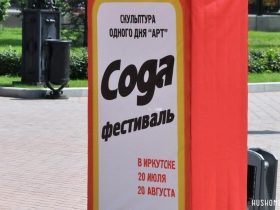 СКУЛЬПТУРА
ОДНОГО ДНЯ "АРТ"
Сода
фестиваль
В ИРКУТСКЕ
20 ИЮЛЯ
20 АВГУСТА